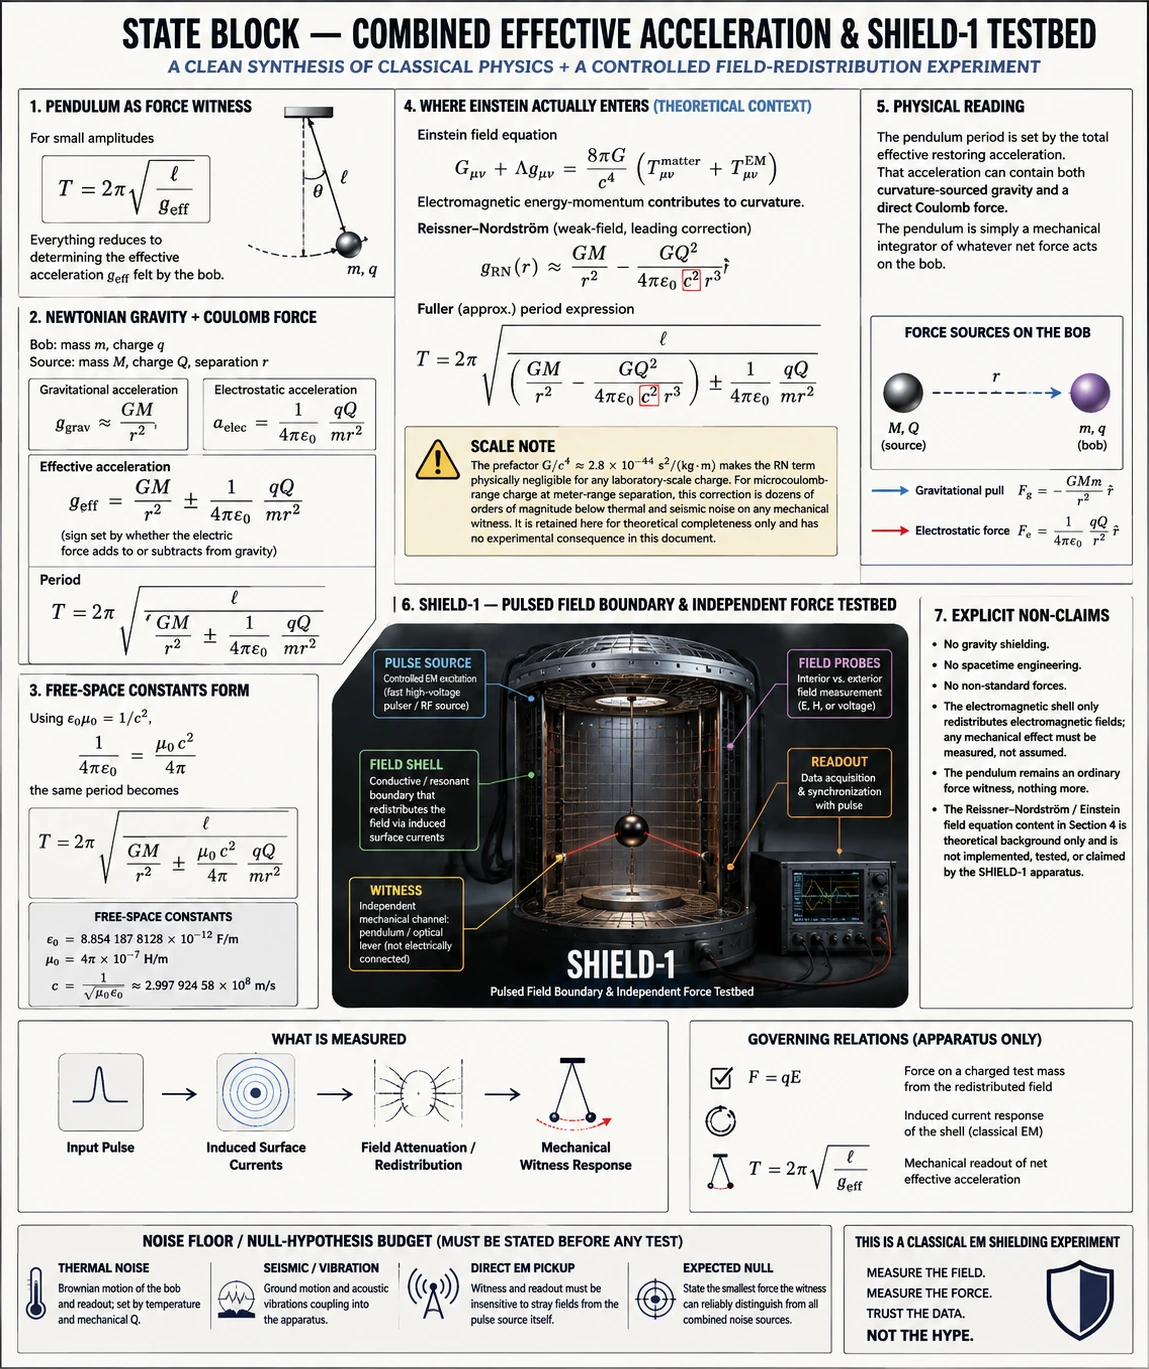 STATE BLOCK — COMBINED EFFECTIVE ACCELERATION & SHIELD-1 TESTBED
A CLEAN SYNTHESIS OF CLASSICAL PHYSICS + A CONTROLLED FIELD-REDISTRIBUTION EXPERIMENT
1. PENDULUM AS FORCE WITNESS
For small amplitudes
T = 2π√(ℓ / g_eff)
Everything reduces to
determining the effective
acceleration g_eff felt by the bob.
θ
ℓ
m, q
2. NEWTONIAN GRAVITY + COULOMB FORCE
Bob: mass m, charge q
Source: mass M, charge Q, separation r
Gravitational acceleration
g_grav ≈ GM / r²
Electrostatic acceleration
a_elec = 1 / 4πε₀ qQ / mr²
Effective acceleration
g_eff = GM / r² ± 1 / 4πε₀ qQ / mr²
(sign set by whether the electric
force adds to or subtracts from gravity)
Period
T = 2π√(ℓ / (GM / r² ± 1 / 4πε₀ qQ / mr²))
3. FREE-SPACE CONSTANTS FORM
Using ε₀μ₀ = 1/c²,
1 / 4πε₀ = μ₀ c² / 4π
the same period becomes
T = 2π√(ℓ / (GM / r² ± μ₀ c² / 4π qQ / mr²))
FREE-SPACE CONSTANTS
ε₀ = 8.854 187 8128 × 10⁻¹² F/m
μ₀ = 4π × 10⁻⁷ H/m
c = 1 / √μ₀ε₀ ≈ 2.997 924 58 × 10⁸ m/s
4. WHERE EINSTEIN ACTUALLY ENTERS (THEORETICAL CONTEXT)
Einstein field equation
G_μν + Λg_μν = 8πG / c⁴ (T_μν^matter + T_μν^EM)
Electromagnetic energy-momentum contributes to curvature.
Reissner–Nordström (weak-field, leading correction)
g_RN(r) ≈ GM / r² − GQ² / 4πε₀ c² r³ r̂
Fuller (approx.) period expression
T = 2π√(ℓ / ((GM / r² − GQ² / 4πε₀ c² r³) ± 1 / 4πε₀ qQ / mr²))
SCALE NOTE
The prefactor G/c⁴ ≈ 2.8 × 10⁻⁴⁴ s²/(kg·m) makes the RN term
physically negligible for any laboratory-scale charge. For microcoulomb-
range charge at meter-range separation, this correction is dozens of
orders of magnitude below thermal and seismic noise on any mechanical
witness. It is retained here for theoretical completeness only and has
no experimental consequence in this document.
5. PHYSICAL READING
The pendulum period is set by the total
effective restoring acceleration.
That acceleration can contain both
curvature-sourced gravity and a
direct Coulomb force.
The pendulum is simply a mechanical
integrator of whatever net force acts
on the bob.
FORCE SOURCES ON THE BOB
r
M, Q
(source)
m, q
(bob)
Gravitational pull F_g = − GMm / r² r̂
Electrostatic force F_e = 1 / 4πε₀ qQ / r² r̂
6. SHIELD-1 — PULSED FIELD BOUNDARY & INDEPENDENT FORCE TESTBED
PULSE SOURCE
Controlled EM excitation
(fast high-voltage
pulser / RF source)
FIELD SHELL
Conductive / resonant
boundary that
redistributes the
field via induced
surface currents
WITNESS
Independent
mechanical channel:
pendulum / optical
lever (not electrically
connected)
FIELD PROBES
Interior vs. exterior
field measurement
(E, H, or voltage)
READOUT
Data acquisition
& synchronization
with pulse
SHIELD-1
Pulsed Field Boundary & Independent Force Testbed
7. EXPLICIT NON-CLAIMS
• No gravity shielding.
• No spacetime engineering.
• No non-standard forces.
• The electromagnetic shell only
redistributes electromagnetic fields;
any mechanical effect must be
measured, not assumed.
• The pendulum remains an ordinary
force witness, nothing more.
• The Reissner–Nordström / Einstein
field equation content in Section 4 is
theoretical background only and is
not implemented, tested, or claimed
by the SHIELD-1 apparatus.
WHAT IS MEASURED
Input Pulse
Induced Surface
Currents
Field Attenuation /
Redistribution
Mechanical
Witness Response
GOVERNING RELATIONS (APPARATUS ONLY)
F = qE
Force on a charged test mass
from the redistributed field
Induced current response
of the shell (classical EM)
T = 2π√(ℓ / g_eff)
Mechanical readout of net
effective acceleration
NOISE FLOOR / NULL-HYPOTHESIS BUDGET (MUST BE STATED BEFORE ANY TEST)
THERMAL NOISE
Brownian motion of the bob
and readout; set by temperature
and mechanical Q.
SEISMIC / VIBRATION
Ground motion and acoustic
vibrations coupling into
the apparatus.
DIRECT EM PICKUP
Witness and readout must be
insensitive to stray fields from the
pulse source itself.
EXPECTED NULL
State the smallest force the witness
can reliably distinguish from all
combined noise sources.
THIS IS A CLASSICAL EM SHIELDING EXPERIMENT
MEASURE THE FIELD.
MEASURE THE FORCE.
TRUST THE DATA.
NOT THE HYPE.